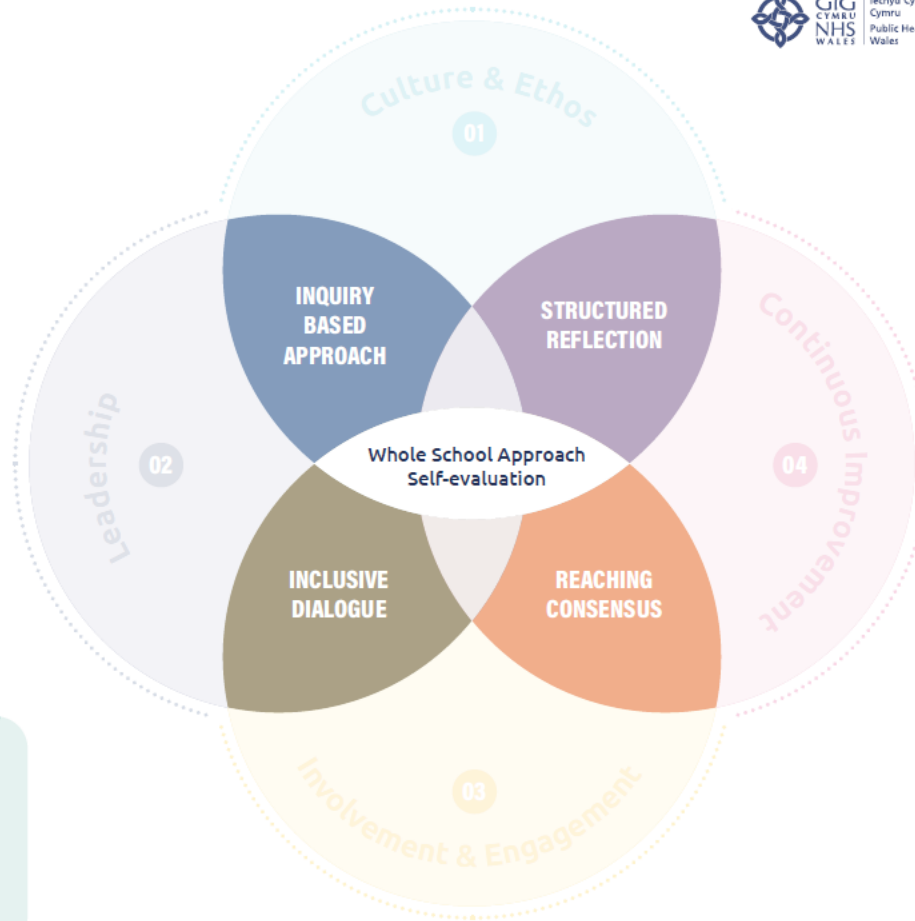 GIG
CYMRU
NHS
WALES
Cymru
Public
Wales
Culture & Ethos
01
INQUIRY
BASED
APPROACH
STRUCTURED
REFLECTION
Continuous Improvement
Leadership
02
Whole School Approach
Self-evaluation
04
INCLUSIVE
DIALOGUE
REACHING
CONSENSUS
03
Involvement & Engagement